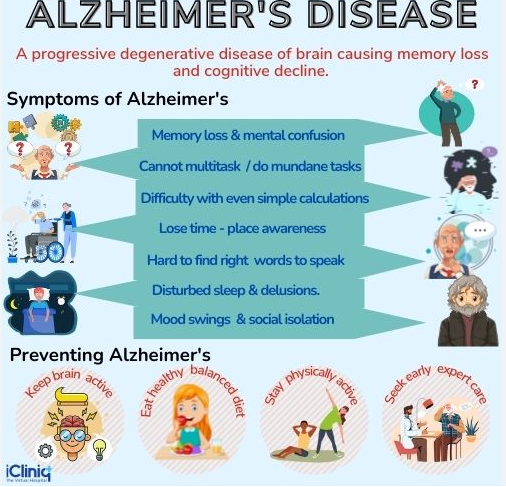 ALZHEIMER'S DISEASE
A progressive degenerative disease of brain causing memory loss
and cognitive decline.
Symptoms of Alzheimer's
?
? ?
Memory loss & mental confusion
Cannot multitask / do mundane tasks
Difficulty with even simple calculations
Lose time - place awareness
Hard to find right words to speak
Disturbed sleep & delusions.
Mood swings & social isolation
Preventing Alzheimer's
Keep brain active
Eat healthy balanced diet
Stay physically active
Seek early expert care
iCliniq
The Virtual Hospital